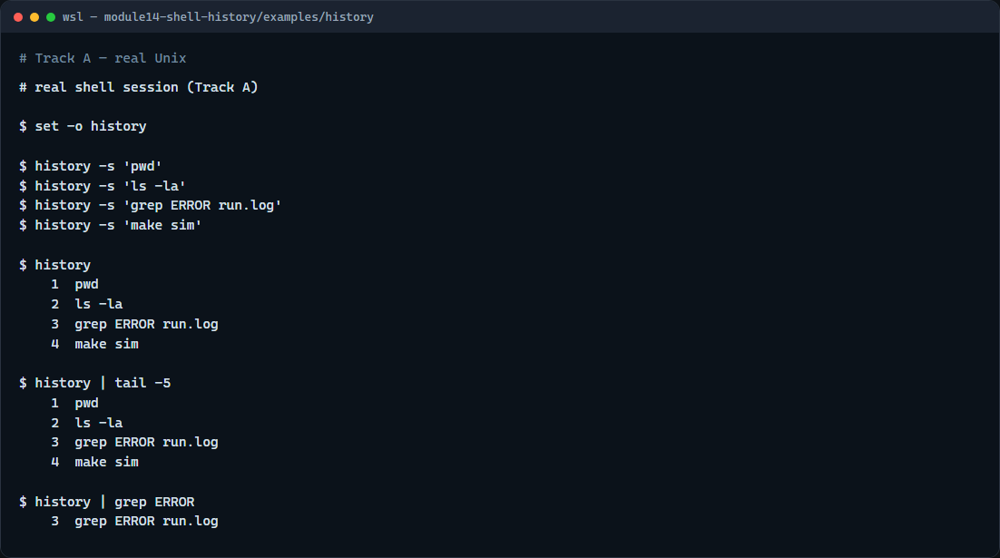 wsl — module14-shell-history/examples/history
# Track A — real Unix
# real shell session (Track A)
$ set -o history
$ history -s 'pwd'
$ history -s 'ls -la'
$ history -s 'grep ERROR run.log'
$ history -s 'make sim'
$ history
    1  pwd
    2  ls -la
    3  grep ERROR run.log
    4  make sim
$ history | tail -5
    1  pwd
    2  ls -la
    3  grep ERROR run.log
    4  make sim
$ history | grep ERROR
    3  grep ERROR run.log